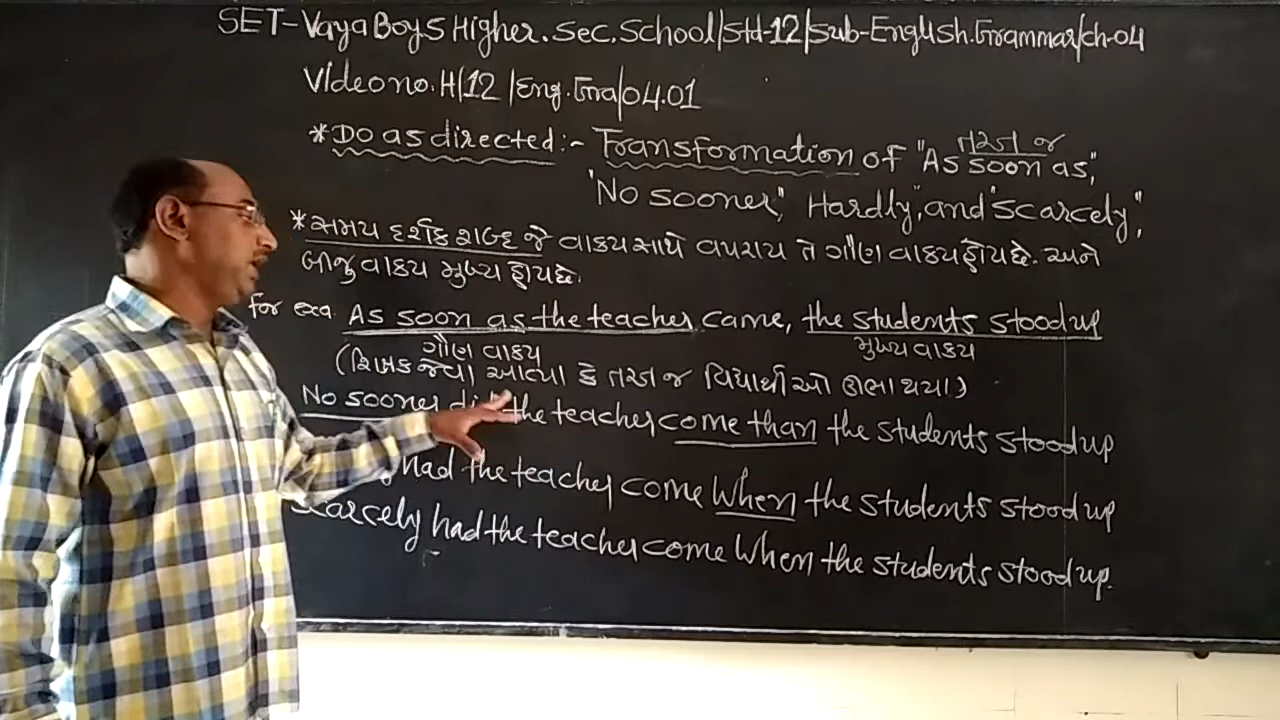 SET-Vaya Boys Higher.Sec.School/Std-12/Sub-English.Grammar/ch-04
Video no. H/12 /Eng.Gra/04.01
તરત જ
*Do as directed:- Transformation of "As soon as,"
"No sooner," Hardly," and "Scarcely,"
*સમય દર્શક શબ્દ જે વાક્ય સાથે વપરાય તે ગૌણ વાક્ય હોય છે. અને
બીજુ વાક્ય મુખ્ય હોય છે.
for exa. As soon as the teacher came, the students stood up
ગૌણ વાક્ય મુખ્ય વાક્ય
(શિક્ષક જેવા આવ્યા કે તરત જ વિદ્યાર્થીઓ ઊભા થયા)
No sooner did the teacher come than the students stood up
had the teacher come when the students stood up
Scarcely had the teacher come when the students stood up.